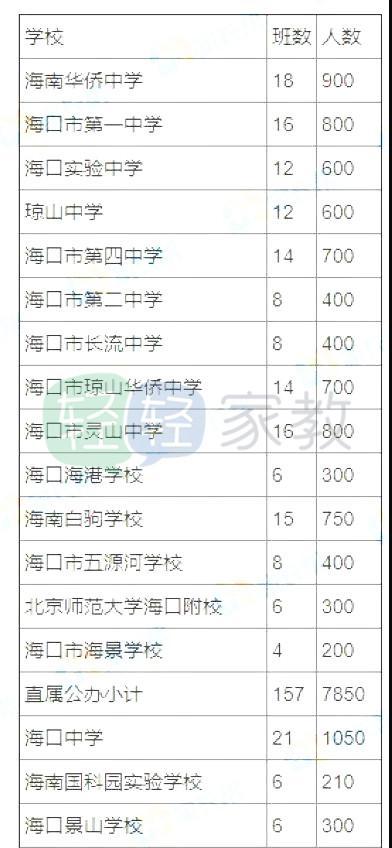 学校 班数 人数
海南华侨中学 18 900
海口市第一中学 16 800
海口实验中学 12 600
琼山中学 12 600
海口市第四中学 14 700
海口市第二中学 8 400
海口市长流中学 8 400
海口市琼山华侨中学 14 700
海口市灵山中学 16 800
轻轻家教
海口海港学校 6 300
海南白驹学校 15 750
海口市五源河学校 8 400
北京师范大学海口附校 6 300
海口市海景学校 4 200
直属公办小计 157 7850
海口中学 21 1050
海南国科园实验学校 6 210
海口景山学校 6 300